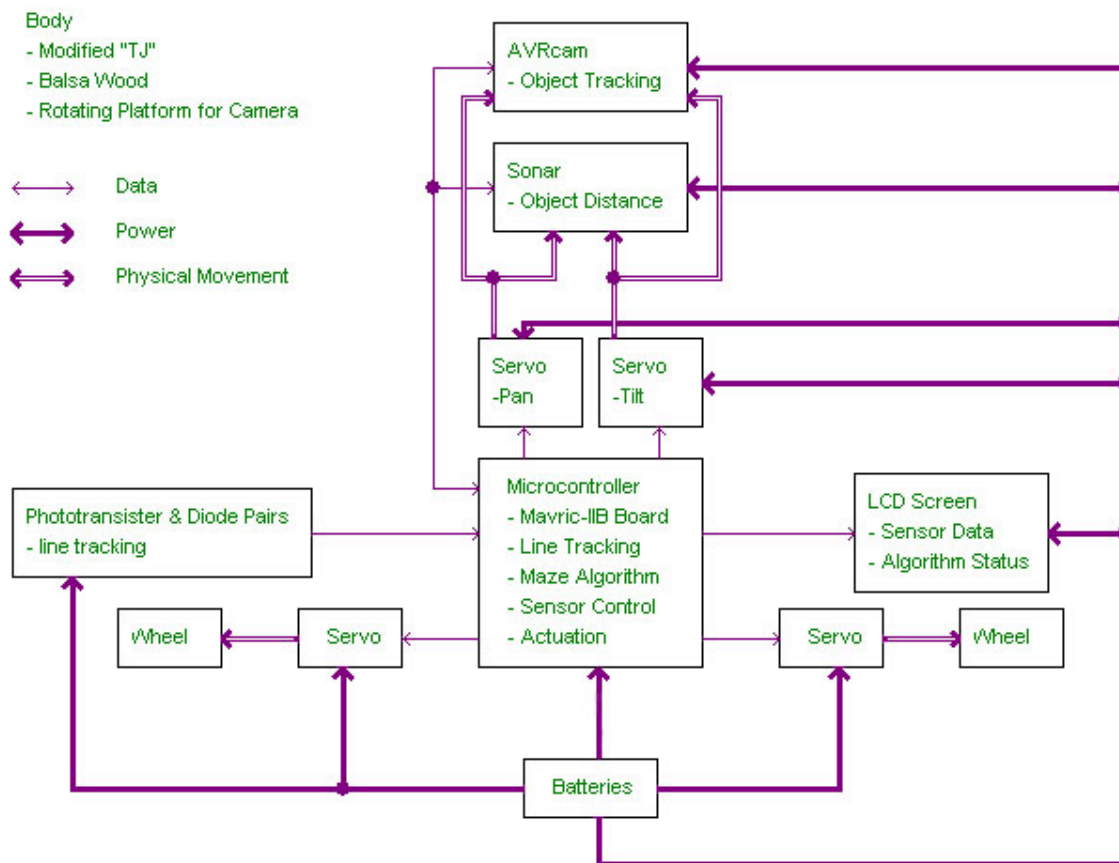 Body
- Modified "TJ"
- Balsa Wood
- Rotating Platform for Camera
Data
Power
Physical Movement
AVRcam
- Object Tracking
Sonar
- Object Distance
Servo
-Pan
Servo
-Tilt
Phototransister & Diode Pairs
- line tracking
Microcontroller
- Mavric-IIB Board
- Line Tracking
- Maze Algorithm
- Sensor Control
- Actuation
LCD Screen
- Sensor Data
- Algorithm Status
Wheel
Servo
Servo
Wheel
Batteries